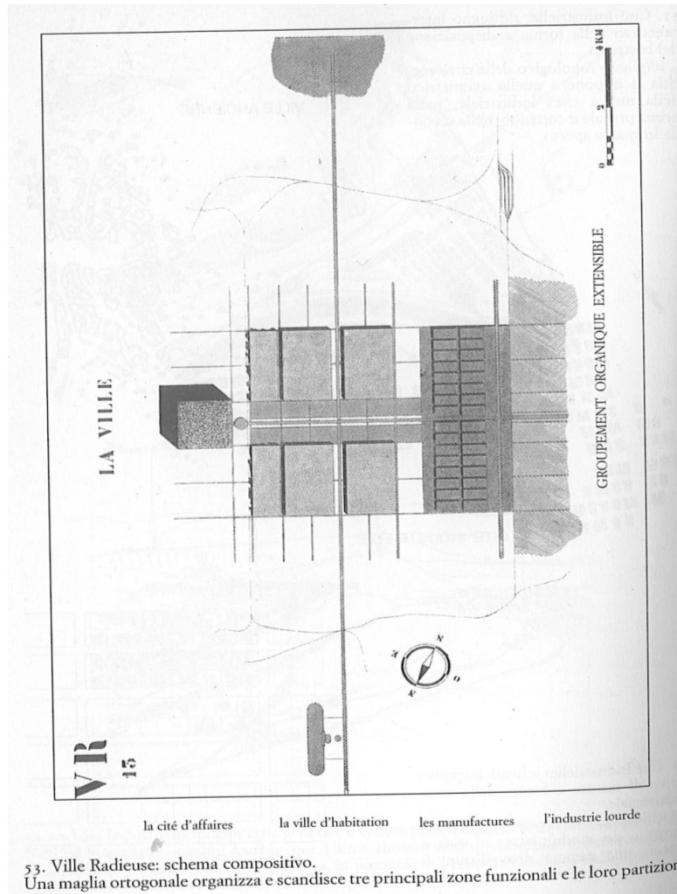 VR
15
LA VILLE
GROUPEMENT ORGANIQUE EXTENSIBLE
0 2 4 KM
N
O
la cité d'affaires
la ville d'habitation
les manufactures
l'industrie lourde
53. Ville Radieuse: schema compositivo.
Una maglia ortogonale organizza e scandisce tre principali zone funzionali e le loro